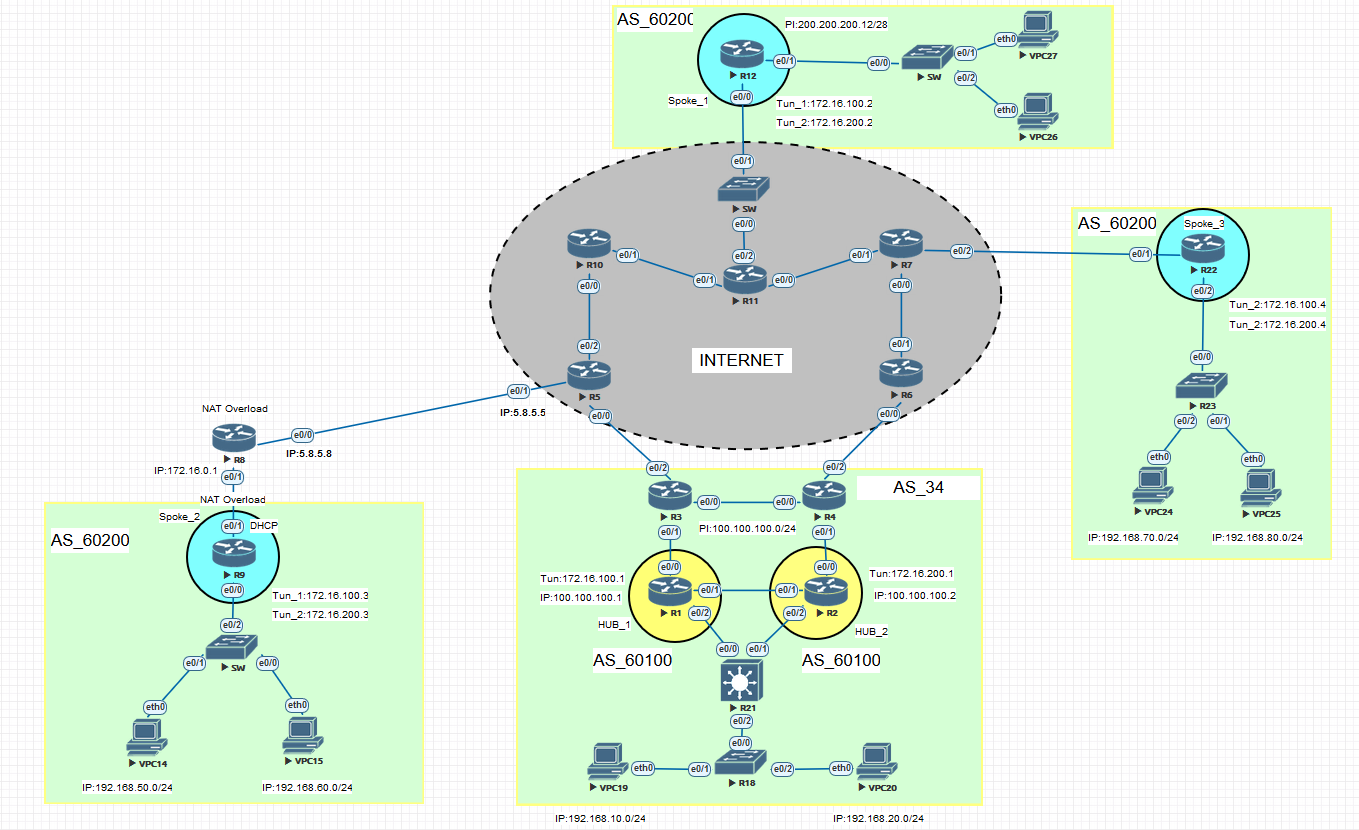 AS_60200
PI:200.200.200.12/28
R12
e0/1
e0/0
SW
e0/1
eth0
VPC27
e0/2
eth0
VPC26
e0/0
Spoke_1
Tun_1:172.16.100.2
Tun_2:172.16.200.2
e0/1
SW
e0/0
R10
e0/1
e0/0
e0/2
e0/1
R11
e0/0
e0/1
R7
e0/2
e0/0
AS_60200
Spoke_3
e0/1
R22
e0/2
Tun_2:172.16.100.4
Tun_2:172.16.200.4
INTERNET
e0/2
R5
e0/1
IP:5.8.5.5
e0/0
e0/1
R6
e0/0
e0/0
R23
e0/2
e0/1
eth0
eth0
VPC24
VPC25
IP:192.168.70.0/24
IP:192.168.80.0/24
NAT Overload
R8
e0/0
IP:5.8.5.8
IP:172.16.0.1
e0/1
NAT Overload
AS_60200
Spoke_2
e0/1
DHCP
R9
e0/0
Tun_1:172.16.100.3
Tun_2:172.16.200.3
e0/2
SW
e0/1
e0/0
eth0
eth0
VPC14
VPC15
IP:192.168.50.0/24
IP:192.168.60.0/24
AS_34
e0/2
e0/2
R3
e0/0
e0/0
R4
e0/1
PI:100.100.100.0/24
e0/1
Tun:172.16.100.1
IP:100.100.100.1
e0/0
R1
e0/1
e0/2
HUB_1
AS_60100
e0/0
e0/1
R2
e0/2
Tun:172.16.200.1
IP:100.100.100.2
HUB_2
AS_60100
e0/0
e0/1
R21
e0/2
e0/0
R18
e0/1
e0/2
eth0
eth0
VPC19
VPC20
IP:192.168.10.0/24
IP:192.168.20.0/24